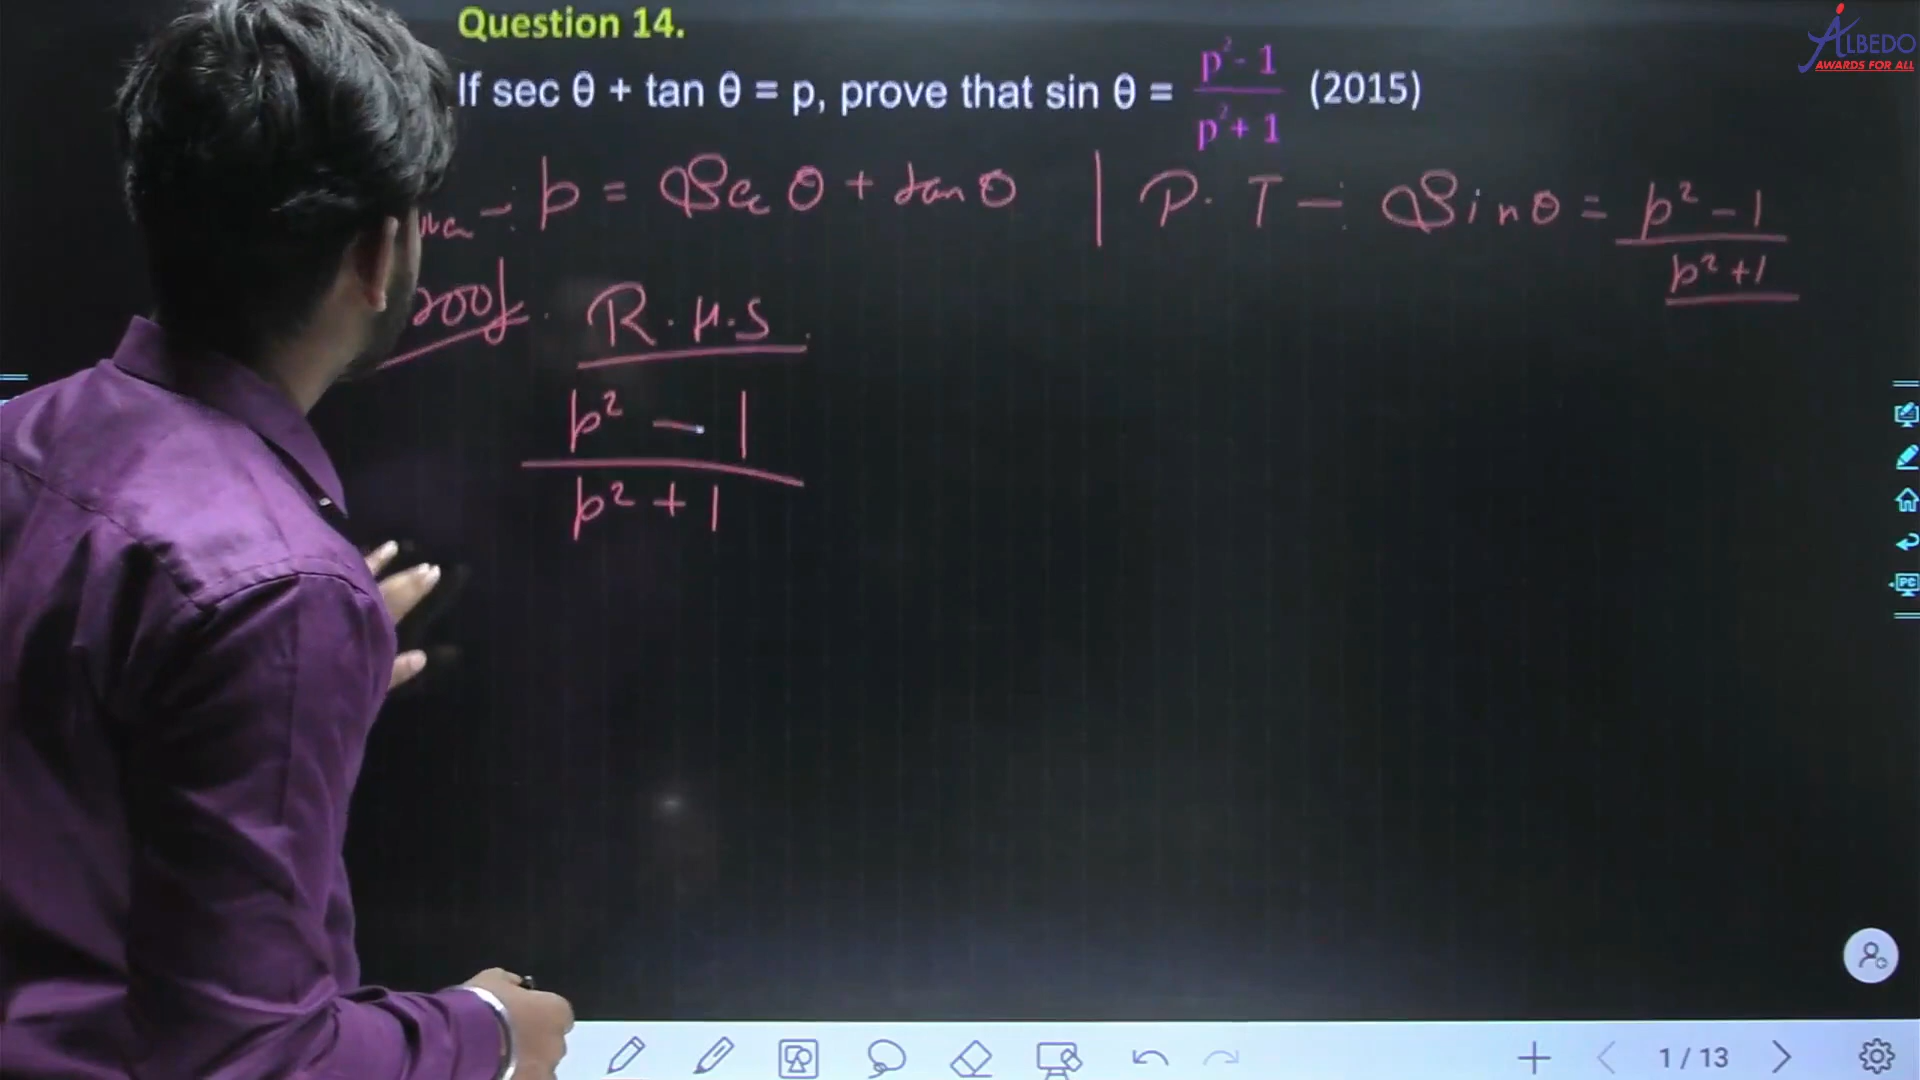 Question 14.
If sec θ + tan θ = p, prove that sin θ = p² - 1 / p² + 1 (2015)
p = Sec θ + tan θ | P. T - Sin θ = p² - 1 / p² + 1
R.H.S.
p² - 1
p² + 1
ALBEDO
AWARDS FOR ALL
PC
1 / 13